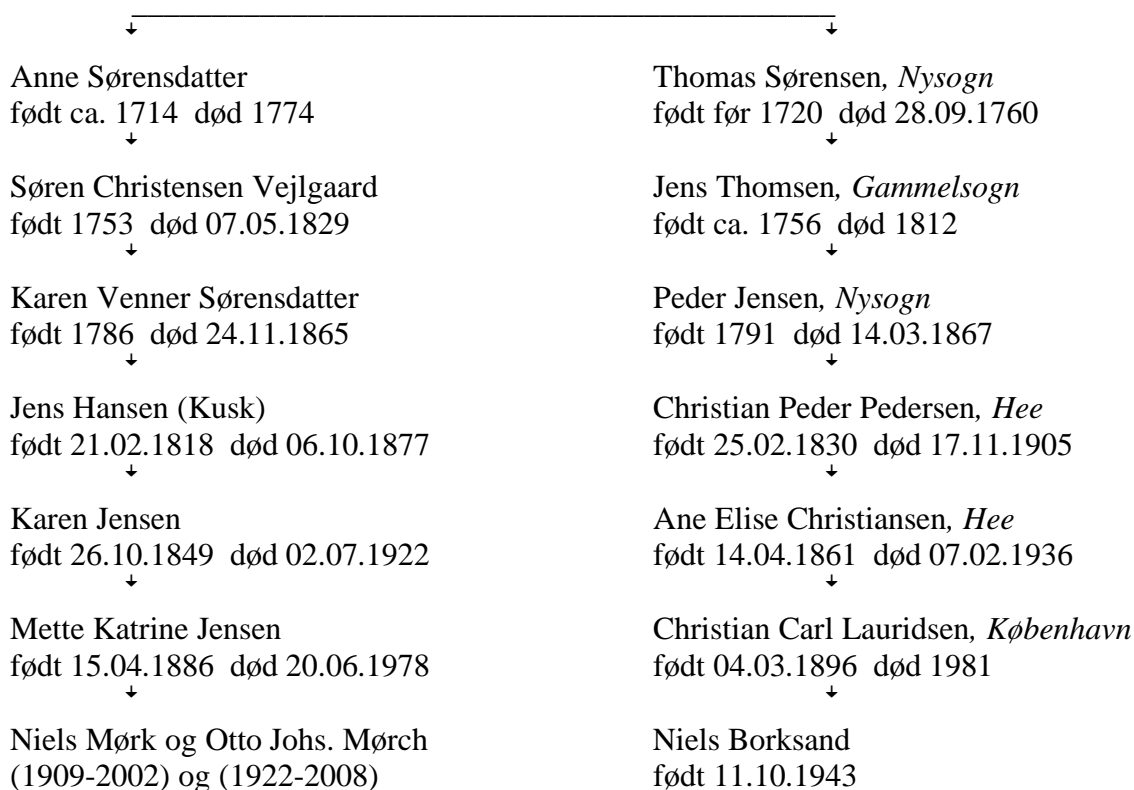 Anne Sørensdatter
født ca. 1714 død 1774
Søren Christensen Vejlgaard
født 1753 død 07.05.1829
Karen Venner Sørensdatter
født 1786 død 24.11.1865
Jens Hansen (Kusk)
født 21.02.1818 død 06.10.1877
Karen Jensen
født 26.10.1849 død 02.07.1922
Mette Katrine Jensen
født 15.04.1886 død 20.06.1978
Niels Mørk og Otto Johs. Mørch
(1909-2002) og (1922-2008)
Thomas Sørensen, Nysogn
født før 1720 død 28.09.1760
Jens Thomsen, Gammelsogn
født ca. 1756 død 1812
Peder Jensen, Nysogn
født 1791 død 14.03.1867
Christian Peder Pedersen, Hee
født 25.02.1830 død 17.11.1905
Ane Elise Christiansen, Hee
født 14.04.1861 død 07.02.1936
Christian Carl Lauridsen, København
født 04.03.1896 død 1981
Niels Borksand
født 11.10.1943